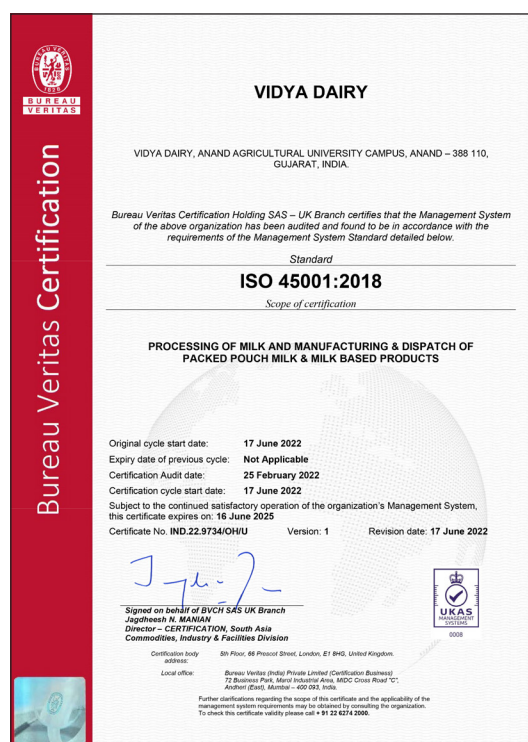 BUREAU VERITAS
1828
BUREAU
VERITAS
Bureau Veritas Certification
VIDYA DAIRY
VIDYA DAIRY, ANAND AGRICULTURAL UNIVERSITY CAMPUS, ANAND – 388 110,
GUJARAT, INDIA.
Bureau Veritas Certification Holding SAS – UK Branch certifies that the Management System
of the above organization has been audited and found to be in accordance with the
requirements of the Management System Standard detailed below.
Standard
ISO 45001:2018
Scope of certification
PROCESSING OF MILK AND MANUFACTURING & DISPATCH OF
PACKED POUCH MILK & MILK BASED PRODUCTS
Original cycle start date: 17 June 2022
Expiry date of previous cycle: Not Applicable
Certification Audit date: 25 February 2022
Certification cycle start date: 17 June 2022
Subject to the continued satisfactory operation of the organization's Management System,
this certificate expires on: 16 June 2025
Certificate No. IND.22.9734/OH/U Version: 1 Revision date: 17 June 2022
Signed on behalf of BVCH SAS UK Branch
Jagdheesh N. MANIAN
Director – CERTIFICATION, South Asia
Commodities, Industry & Facilities Division
UKAS
MANAGEMENT
SYSTEMS
0008
Certification body address: 5th Floor, 66 Prescot Street, London, E1 8HG, United Kingdom.
Local office: Bureau Veritas (India) Private Limited (Certification Business)
72 Business Park, Marol Industrial Area, MIDC Cross Road "C",
Andheri (East), Mumbai – 400 093, India.
Further clarifications regarding the scope of this certificate and the applicability of the
management system requirements may be obtained by consulting the organization.
To check this certificate validity please call + 91 22 6274 2000.